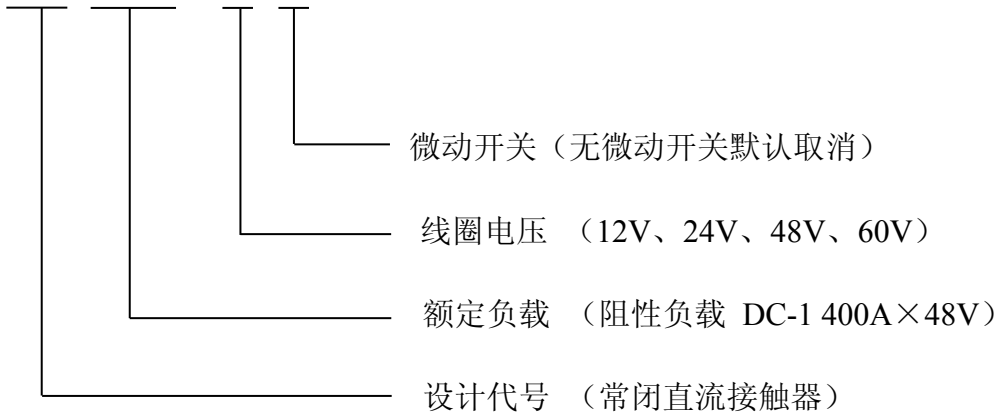 微动开关（无微动开关默认取消）
线圈电压 （12V、24V、48V、60V）
额定负载 （阻性负载 DC-1 400A×48V）
设计代号 （常闭直流接触器）